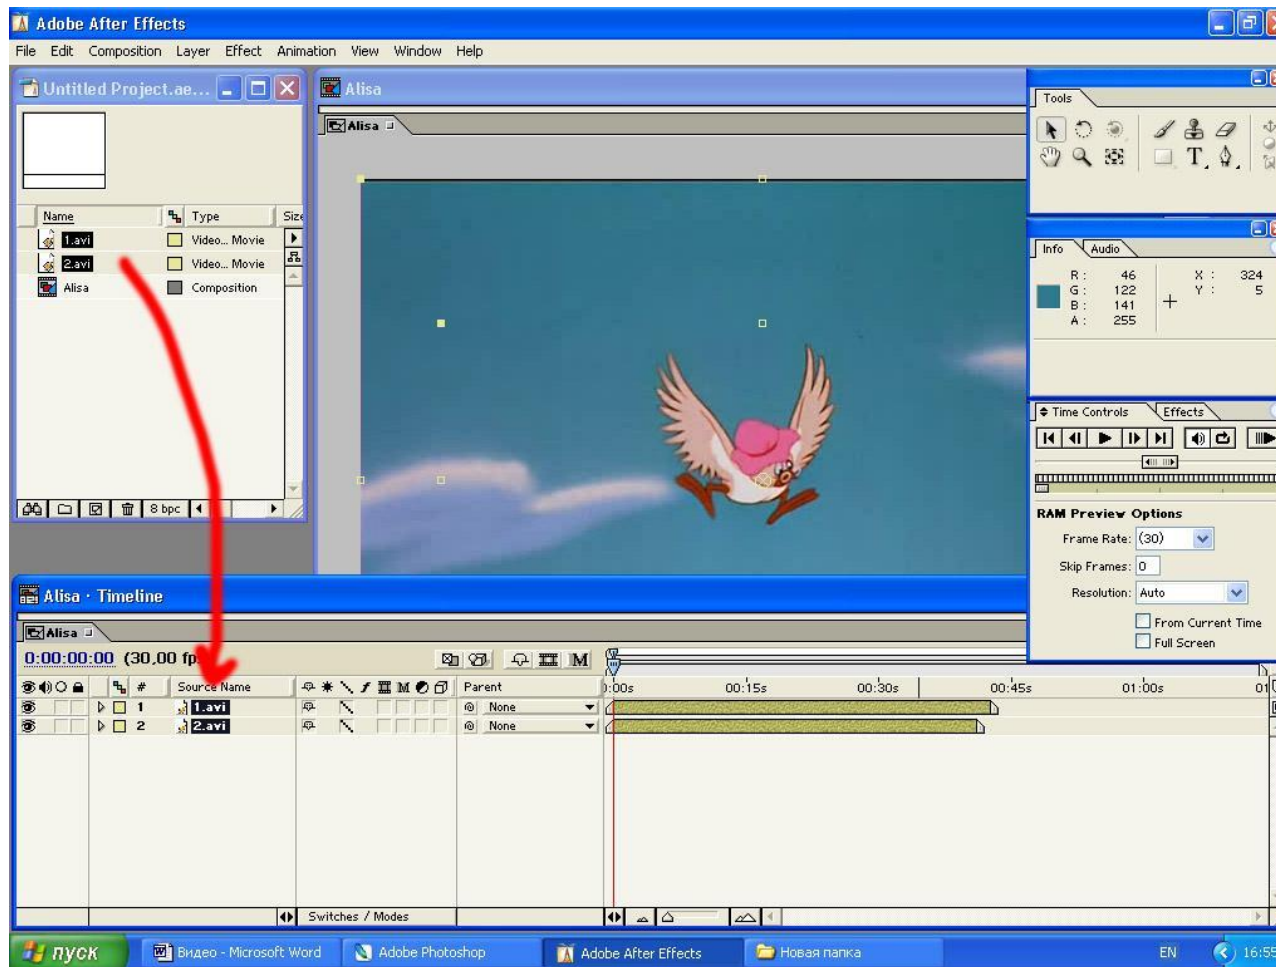 Adobe After Effects
File Edit Composition Layer Effect Animation View Window Help
Untitled Project.ae...
Name Type Size
1.avi Video... Movie
2.avi Video... Movie
Alisa Composition
8 bpc
Alisa
Alisa
Tools
T
Info Audio
R : 46 X : 324
G : 122 Y : 5
B : 141
A : 255
Time Controls Effects
RAM Preview Options
Frame Rate: (30)
Skip Frames: 0
Resolution: Auto
From Current Time
Full Screen
Alisa · Timeline
Alisa
0:00:00:00 (30,00 fp
# Source Name M Parent
):00s 00:15s 00:30s 00:45s 01:00s 01
1 1.avi None
2 2.avi None
Switches / Modes
пуск Видео - Microsoft Word Adobe Photoshop Adobe After Effects Новая папка EN 16:55